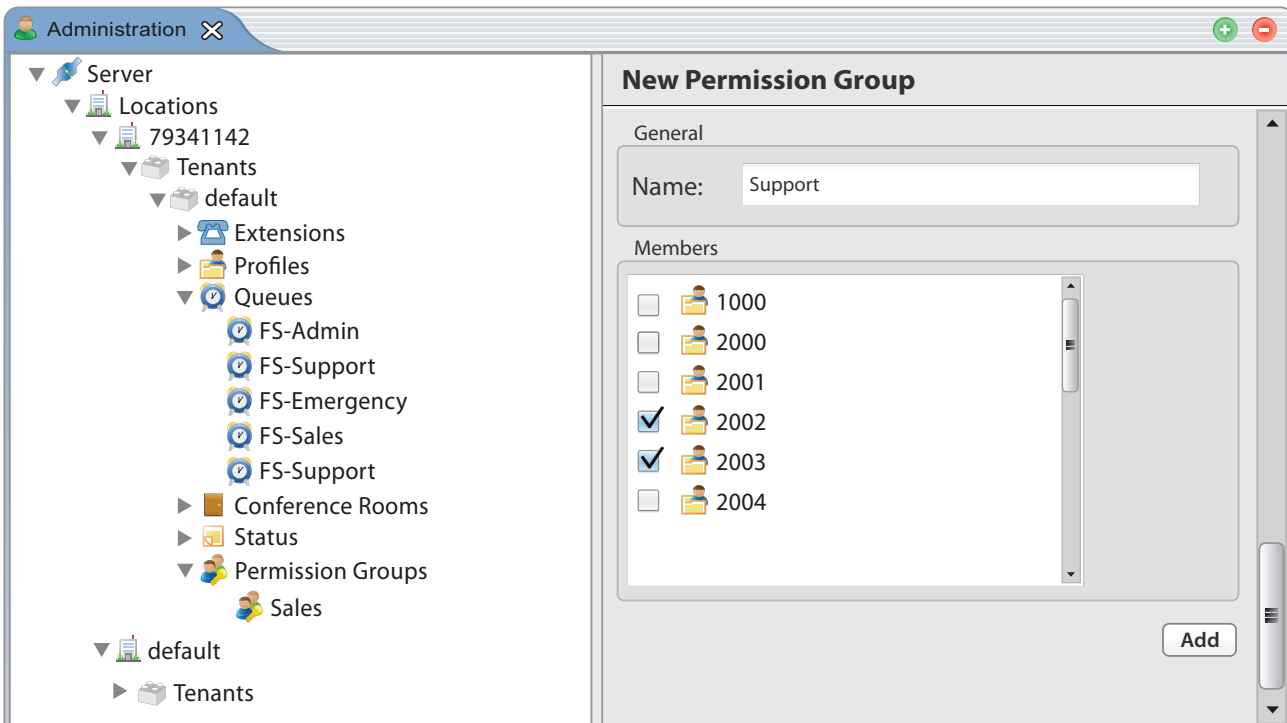 Administration
Server
Locations
79341142
Tenants
default
Extensions
Profiles
Queues
FS-Admin
FS-Support
FS-Emergency
FS-Sales
FS-Support
Conference Rooms
Status
Permission Groups
Sales
default
Tenants
New Permission Group
General
Name: Support
Members
1000
2000
2001
2002
2003
2004
Add